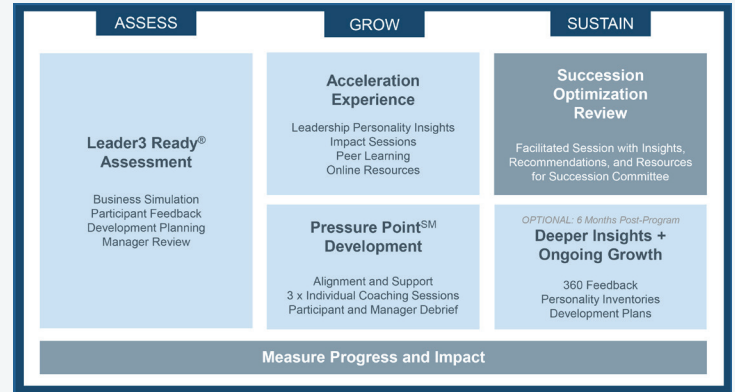 ASSESS
Leader3 Ready®
Assessment
Business Simulation
Participant Feedback
Development Planning
Manager Review
GROW
Acceleration
Experience
Leadership Personality Insights
Impact Sessions
Peer Learning
Online Resources
Pressure Point℠
Development
Alignment and Support
3 x Individual Coaching Sessions
Participant and Manager Debrief
SUSTAIN
Succession
Optimization
Review
Facilitated Session with Insights,
Recommendations, and Resources
for Succession Committee
OPTIONAL: 6 Months Post-Program
Deeper Insights +
Ongoing Growth
360 Feedback
Personality Inventories
Development Plans
Measure Progress and Impact